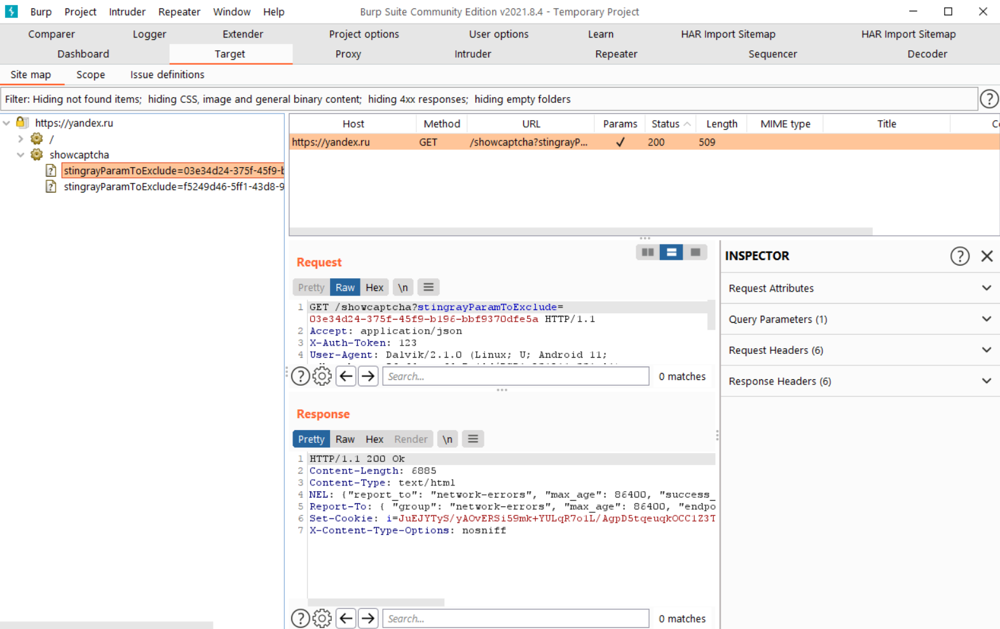 Burp Project Intruder Repeater Window Help Burp Suite Community Edition v2021.8.4 - Temporary Project
Comparer Logger Extender Project options User options Learn HAR Import Sitemap HAR Import Sitemap
Dashboard Target Proxy Intruder Repeater Sequencer Decoder
Site map Scope Issue definitions
Filter: Hiding not found items; hiding CSS, image and general binary content; hiding 4xx responses; hiding empty folders
https://yandex.ru
/
showcaptcha
stingrayParamToExclude=03e34d24-375f-45f9-b
stingrayParamToExclude=f5249d46-5ff1-43d8-9
Host Method URL Params Status Length MIME type Title
https://yandex.ru GET /showcaptcha?stingrayP... ✓ 200 509
Request
Pretty Raw Hex \n
1 GET /showcaptcha?stingrayParamToExclude=
03e34d24-375f-45f9-b196-bbf9370dfe5a HTTP/1.1
2 Accept: application/json
3 X-Auth-Token: 123
4 User-Agent: Dalvik/2.1.0 (Linux; U; Android 11;
Search... 0 matches
Response
Pretty Raw Hex Render \n
1 HTTP/1.1 200 Ok
2 Content-Length: 6885
3 Content-Type: text/html
4 NEL: {"report_to": "network-errors", "max_age": 86400, "success_
5 Report-To: { "group": "network-errors", "max_age": 86400, "endpo
6 Set-Cookie: i=JuEJYTyS/yAOvERSi59mk+YULqR7o1L/AgpD5tqeuqkOCC1Z3T
7 X-Content-Type-Options: nosniff
Search... 0 matches
INSPECTOR
Request Attributes
Query Parameters (1)
Request Headers (6)
Response Headers (6)